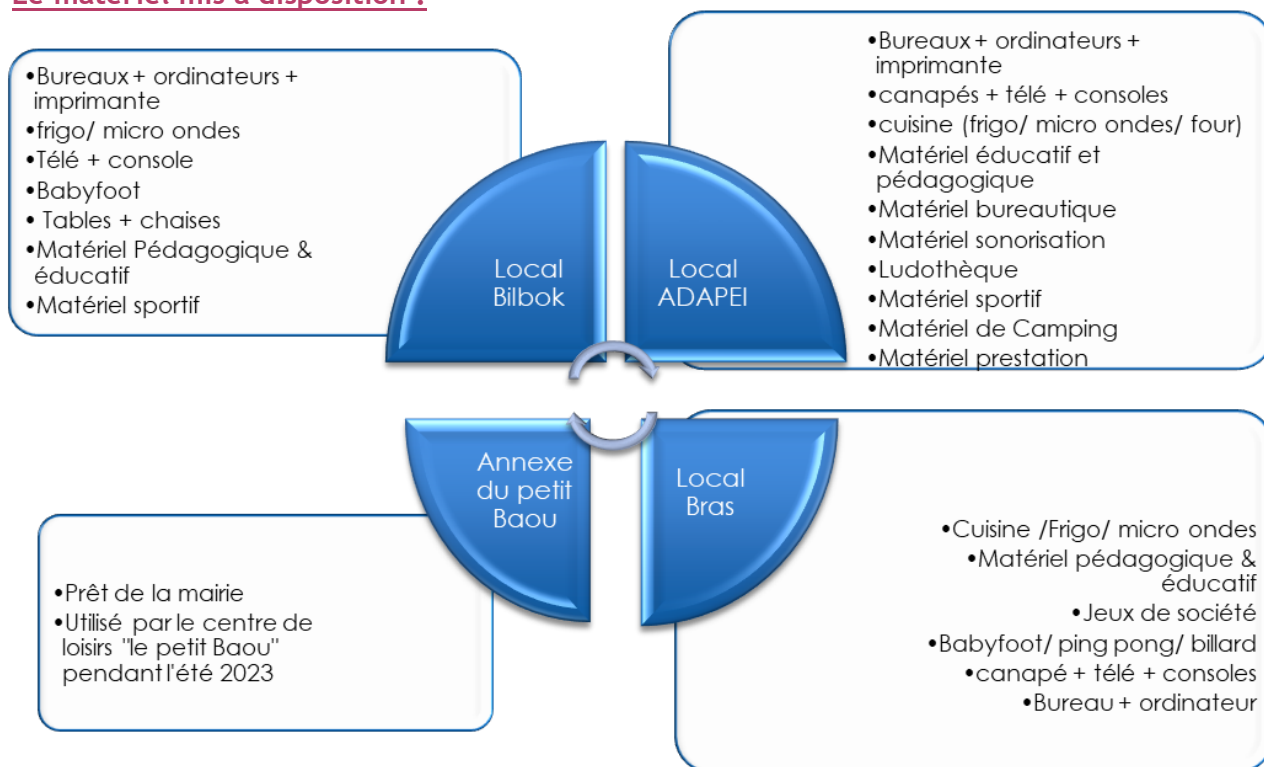 Le matériel mis à disposition :
•Bureaux + ordinateurs +
imprimante
•frigo/ micro ondes
•Télé + console
•Babyfoot
• Tables + chaises
•Matériel Pédagogique &
éducatif
•Matériel sportif
•Bureaux + ordinateurs +
imprimante
•canapés + télé + consoles
•cuisine (frigo/ micro ondes/ four)
•Matériel éducatif et
pédagogique
•Matériel bureautique
•Matériel sonorisation
•Ludothèque
•Matériel sportif
•Matériel de Camping
•Matériel prestation
Local
Bilbok
Local
ADAPEI
Annexe
du petit
Baou
Local
Bras
•Prêt de la mairie
•Utilisé par le centre de
loisirs "le petit Baou"
pendant l'été 2023
•Cuisine /Frigo/ micro ondes
•Matériel pédagogique &
éducatif
•Jeux de société
•Babyfoot/ ping pong/ billard
•canapé + télé + consoles
•Bureau + ordinateur